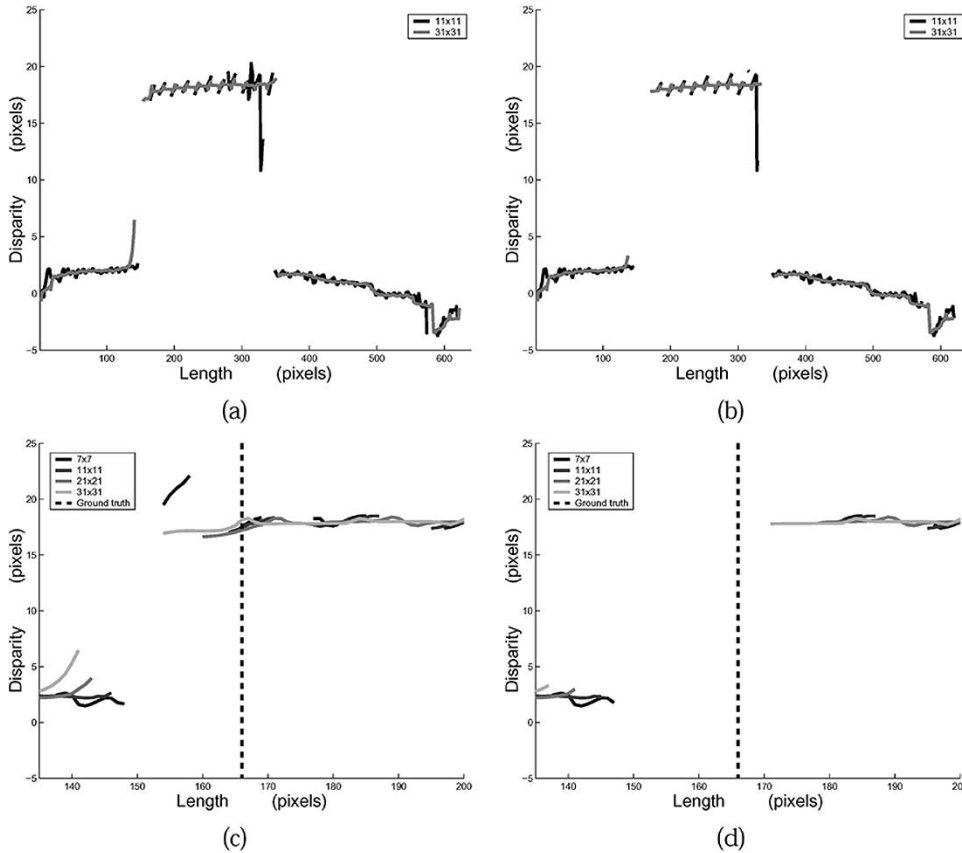 25
20
15
10
5
0
−5
Disparity (pixels)
11x11
31x31
100 200 300 400 500 600
Length (pixels)
(a)
25
20
15
10
5
0
−5
Disparity (pixels)
11x11
31x31
100 200 300 400 500 600
Length (pixels)
(b)
25
20
15
10
5
0
−5
Disparity (pixels)
7x7
11x11
21x21
31x31
Ground truth
140 150 160 170 180 190 200
Length (pixels)
(c)
25
20
15
10
5
0
−5
Disparity (pixels)
7x7
11x11
21x21
31x31
Ground truth
140 150 160 170 180 190 200
Length (pixels)
(d)